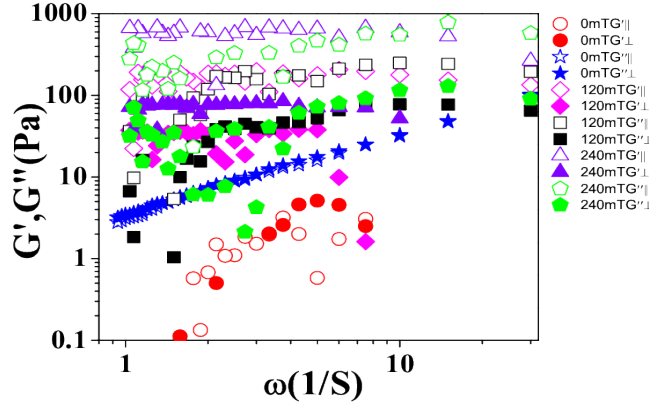 1000
100
10
1
0.1
G',G"(Pa)
1
10
ω(1/S)
0mTG'||
0mTG'⊥
0mTG"||
0mTG"⊥
120mTG'||
120mTG'⊥
120mTG"||
120mTG"⊥
240mTG'||
240mTG'⊥
240mTG"||
240mTG"⊥